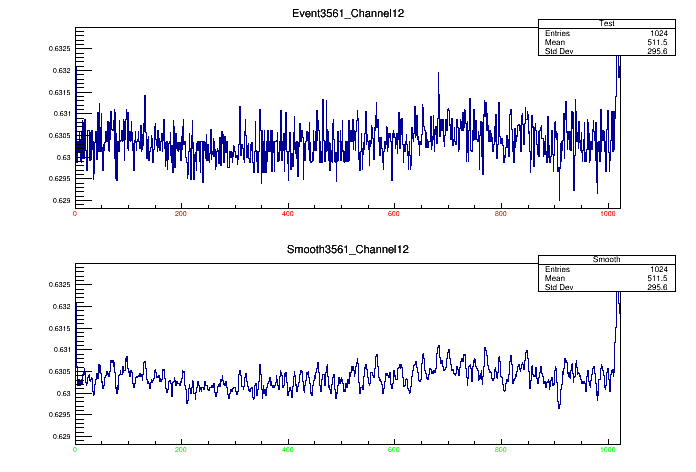 Event3561_Channel12
Test
Entries 1024
Mean 511.5
Std Dev 295.6
0.6325
0.632
0.6315
0.631
0.6305
0.63
0.6295
0.629
0 200 400 600 800 1000
Smooth3561_Channel12
Smooth
Entries 1024
Mean 511.5
Std Dev 295.6
0.6325
0.632
0.6315
0.631
0.6305
0.63
0.6295
0.629
0 200 400 600 800 1000